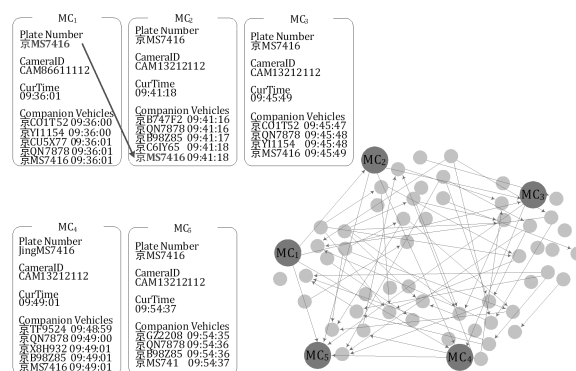 MC1
Plate Number
京MS7416
CameraID
CAM86611112
CurTime
09:36:01
Companion Vehicles
京CO1T52 09:36:00
京YI1154 09:36:00
京CU5X77 09:36:01
京QN7878 09:36:01
京MS7416 09:36:01
MC2
Plate Number
京MS7416
CameraID
CAM13212112
CurTime
09:41:18
Companion Vehicles
京B747F2 09:41:16
京QN7878 09:41:16
京B98Z85 09:41:17
京C6IY65 09:41:18
京MS7416 09:41:18
MC3
Plate Number
京MS7416
CameraID
CAM13212112
CurTime
09:45:49
Companion Vehicles
京CO1T52 09:45:47
京QN7878 09:45:48
京YI1154 09:45:48
京MS7416 09:45:49
MC4
Plate Number
JingMS7416
CameraID
CAM13212112
CurTime
09:49:01
Companion Vehicles
京TF9524 09:48:59
京QN7878 09:49:00
京X8H932 09:49:01
京B98Z85 09:49:01
京MS7416 09:49:01
MC5
Plate Number
京MS7416
CameraID
CAM13212112
CurTime
09:54:37
Companion Vehicles
京GZ2208 09:54:35
京QN7878 09:54:36
京B98Z85 09:54:36
京MS741 09:54:37
MC2
MC3
MC1
MC5
MC4